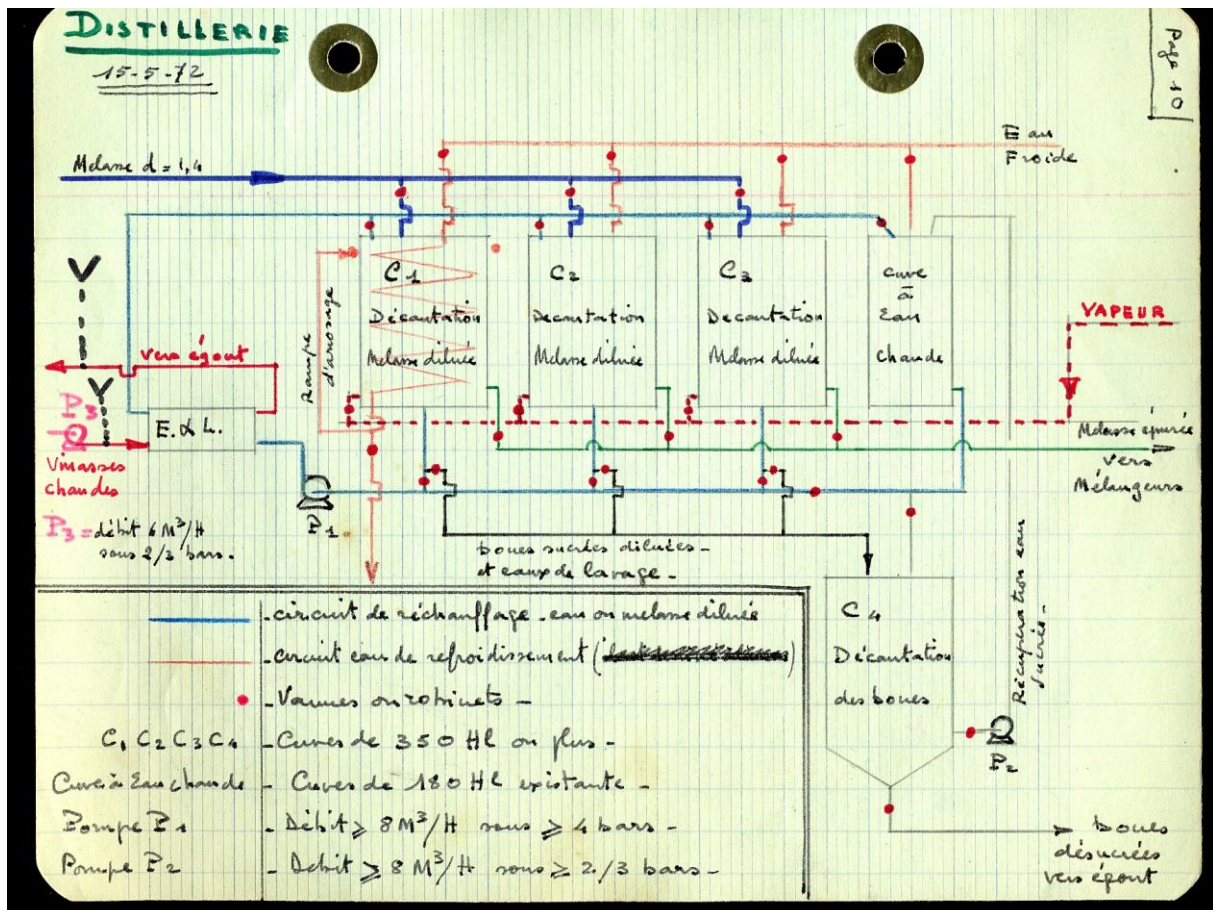 DISTILLERIE
15-5-72
Page 10
Eau
Froide
Melasse d = 1,4
C1
Décantation
Melasse diluée
C2
Decantation
Melasse diluée
C3
Decantation
Melasse diluée
Cuve
à
Eau
Chaude
VAPEUR
Rampe
d'arrosage
vers égout
E. & L.
P3
Vinasses
chaudes
P3 = débit 6 M3/H
sous 2/3 bars.
P1
Melasse épurée
vers
Mélangeurs
boues sucrées diluées -
et eaux de lavage -
C4
Décantation
des boues
Récupération eau
sucrée -
P2
boues
désucrées
vers égout
- circuit de réchauffage - eau ou melasse diluée
- circuit eau de refroidissement (
)
- Vannes ou robinets -
C1 C2 C3 C4 - Cuves de 350 Hl ou plus -
Cuve à Eau chaude - Cuves de 180 Hl existante -
Pompe P1 - Débit ≥ 8 M3/H sous ≥ 4 bars -
Pompe P2 - Debit ≥ 8 M3/H sous ≥ 2/3 bars -